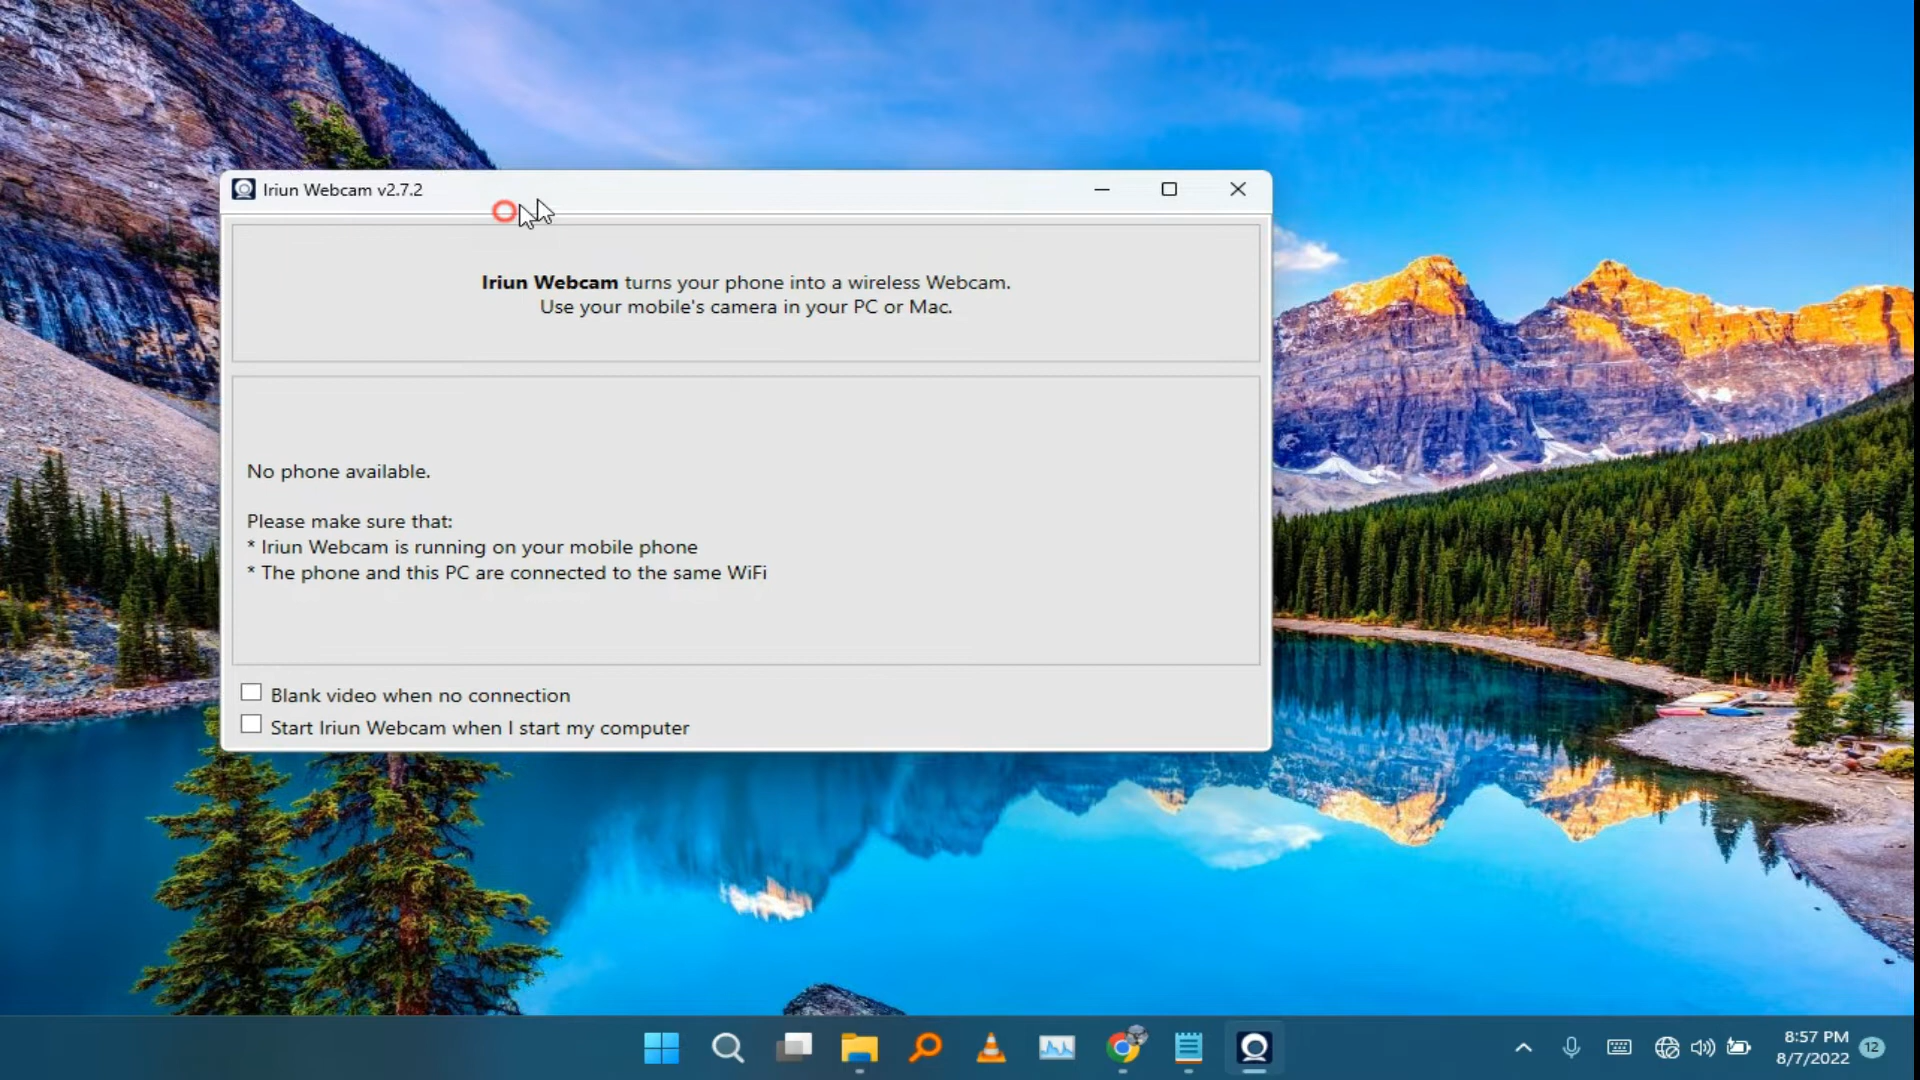 Iriun Webcam v2.7.2
Iriun Webcam turns your phone into a wireless Webcam.
Use your mobile's camera in your PC or Mac.
No phone available.
Please make sure that:
* Iriun Webcam is running on your mobile phone
* The phone and this PC are connected to the same WiFi
Blank video when no connection
Start Iriun Webcam when I start my computer
8:57 PM
8/7/2022
12